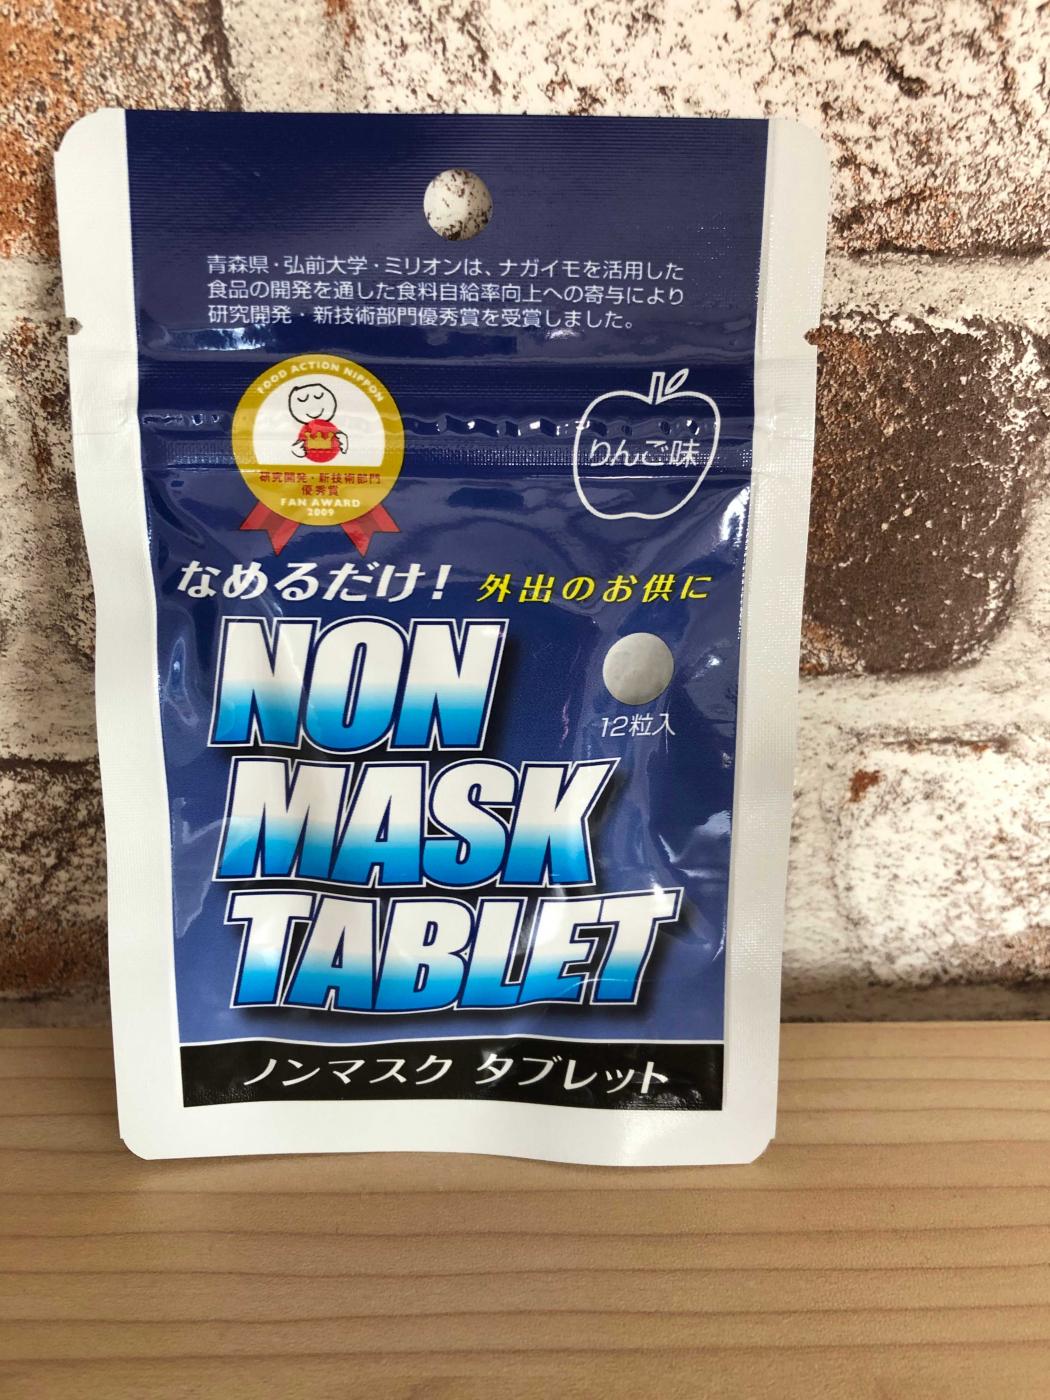 青森県・弘前大学・ミリオンは、ナガイモを活用した
食品の開発を通した食料自給率向上への寄与により
研究開発・新技術部門優秀賞を受賞しました。
FOOD ACTION NIPPON
研究開発・新技術部門
優秀賞
FAN AWARD
2009
りんご味
なめるだけ! 外出のお供に
NON
12粒入
MASK
TABLET
ノンマスク タブレット